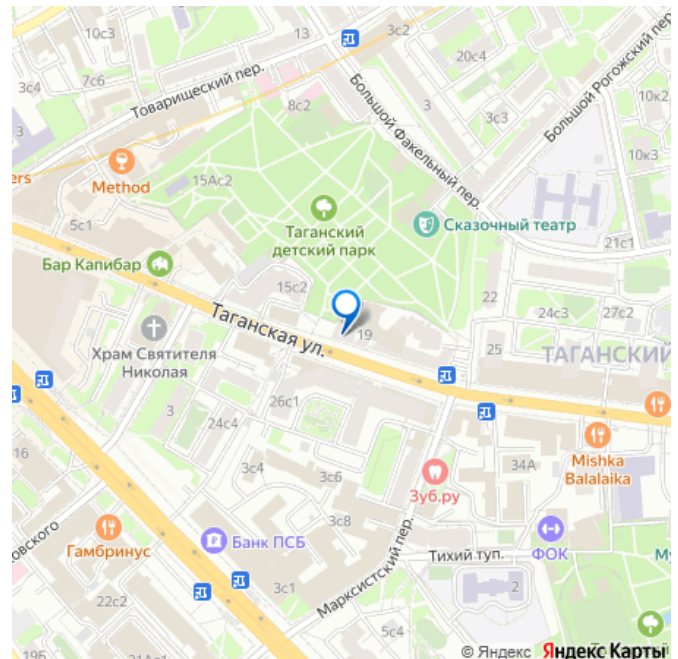 13
3с2
20с4
3с4
7с6
Товарищеский пер.
8с2
Большой Факельный пер.
3
3с3
Большой Рогожский пер.
10к2
3
10к3
ers
Method
15Ас2
5с1
Таганский
детский парк
Сказочный театр
21с1
Бар Капибар
15с2
22
24с3
27с2
Таганская ул.
19
Храм Святителя
Николая
25
ТАГАНСКИЙ
3
26с1
24с4
16
3с4
3с6
Зуб.ру
34А
Mishka
Balalaika
3с8
Гамбринус
Банк ПСБ
ФОК
Тихий туп.
Марксистский пер.
3с1
2
22с2
5с4
19Б
21Ас1
© Яндекс Яндекс Карты